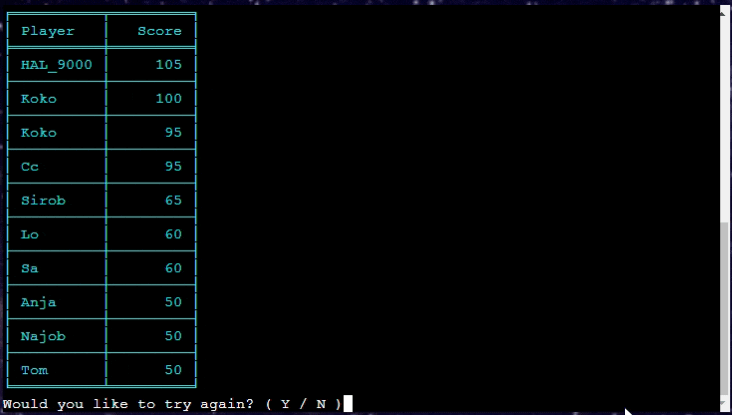 Player Score
HAL_9000 105
Koko 100
Koko 95
Cc 95
Sirob 65
Lo 60
Sa 60
Anja 50
Najob 50
Tom 50
Would you like to try again? ( Y / N )